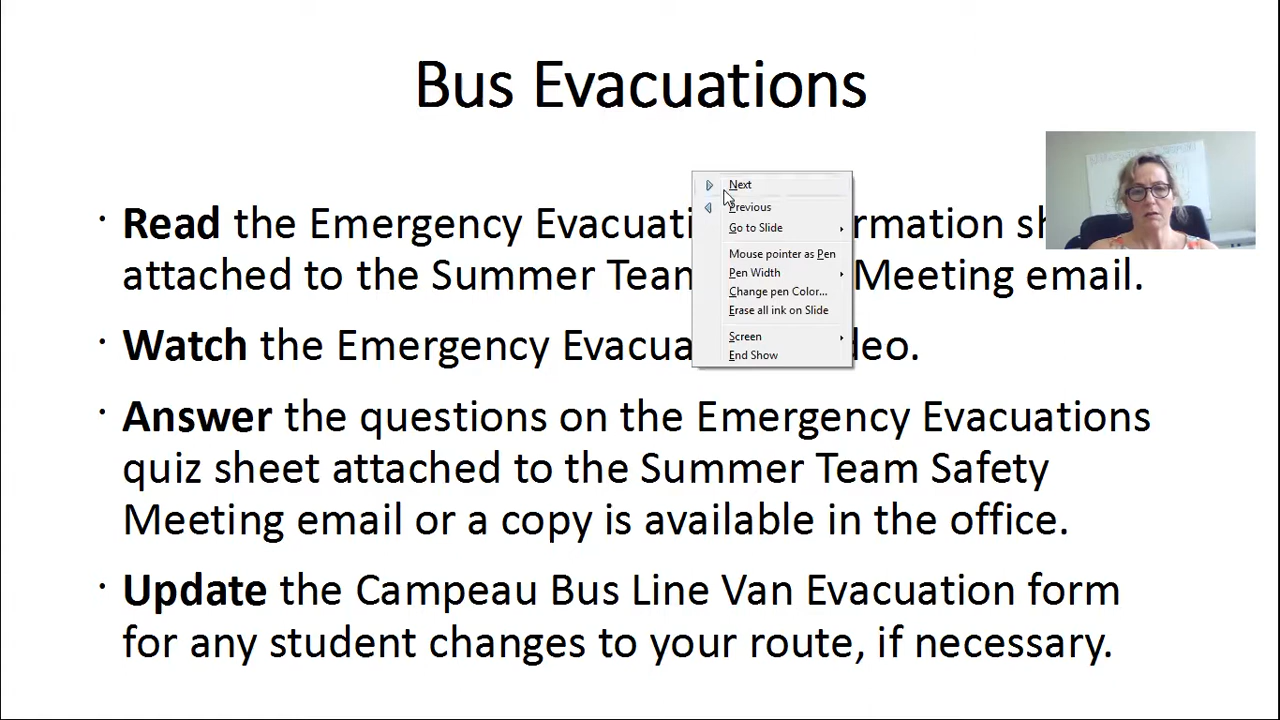 Bus Evacuations
· Read the Emergency Evacuati rmation sh
attached to the Summer Team Meeting email.
· Watch the Emergency Evacua deo.
· Answer the questions on the Emergency Evacuations
quiz sheet attached to the Summer Team Safety
Meeting email or a copy is available in the office.
· Update the Campeau Bus Line Van Evacuation form
for any student changes to your route, if necessary.
Next
Previous
Go to Slide
Mouse pointer as Pen
Pen Width
Change pen Color...
Erase all ink on Slide
Screen
End Show